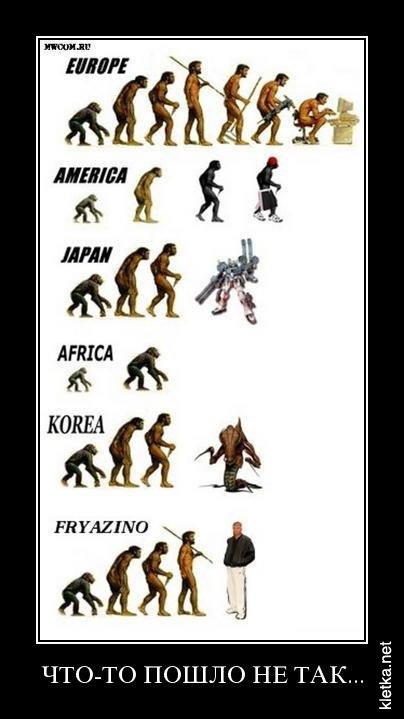 MWCOM.RU
EUROPE
AMERICA
JAPAN
AFRICA
KOREA
FRYAZINO
ЧТО-ТО ПОШЛО НЕ ТАК...
kletka.net